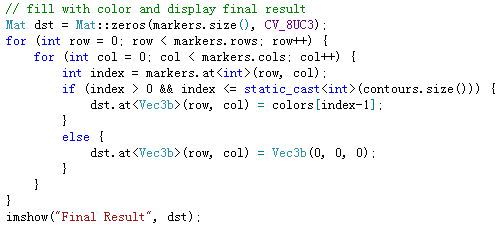 // fill with color and display final result
Mat dst = Mat::zeros(markers.size(), CV_8UC3);
for (int row = 0; row < markers.rows; row++) {
    for (int col = 0; col < markers.cols; col++) {
        int index = markers.at<int>(row, col);
        if (index > 0 && index <= static_cast<int>(contours.size())) {
            dst.at<Vec3b>(row, col) = colors[index-1];
        }
        else {
            dst.at<Vec3b>(row, col) = Vec3b(0, 0, 0);
        }
    }
}
imshow("Final Result", dst);